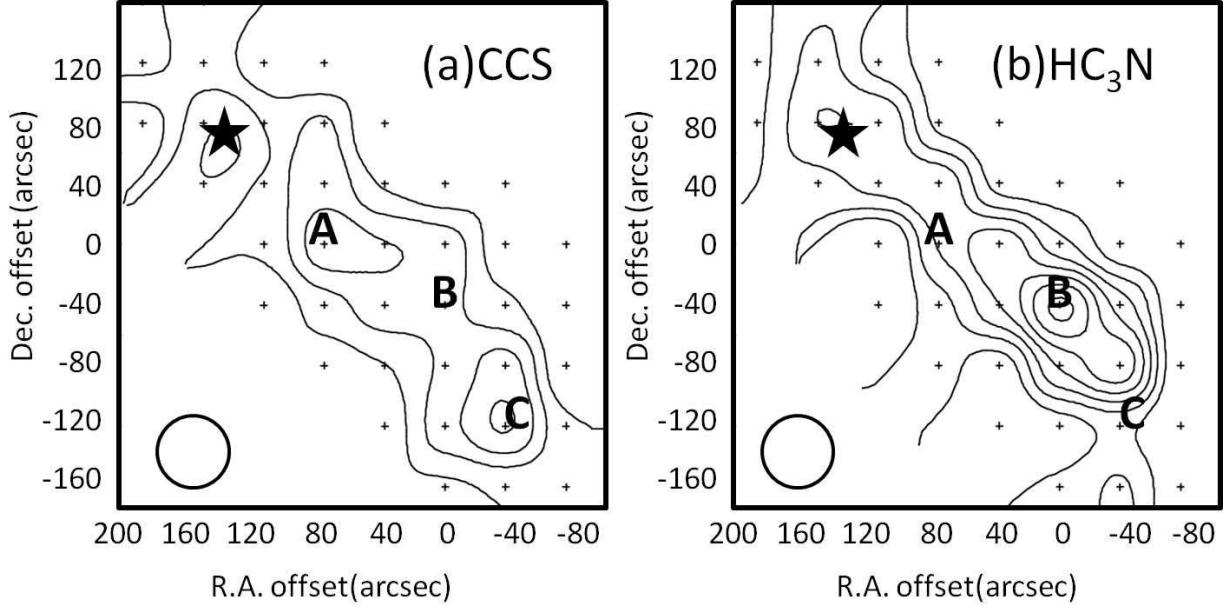 (a)CCS
120
80
40
0
-40
-80
-120
-160
A
B
C
200 160 120 80 40 0 -40 -80
R.A. offset(arcsec)
Dec. offset (arcsec)
(b)HC₃N
120
80
40
0
-40
-80
-120
-160
A
B
C
200 160 120 80 40 0 -40 -80
R.A. offset(arcsec)
Dec. offset (arcsec)